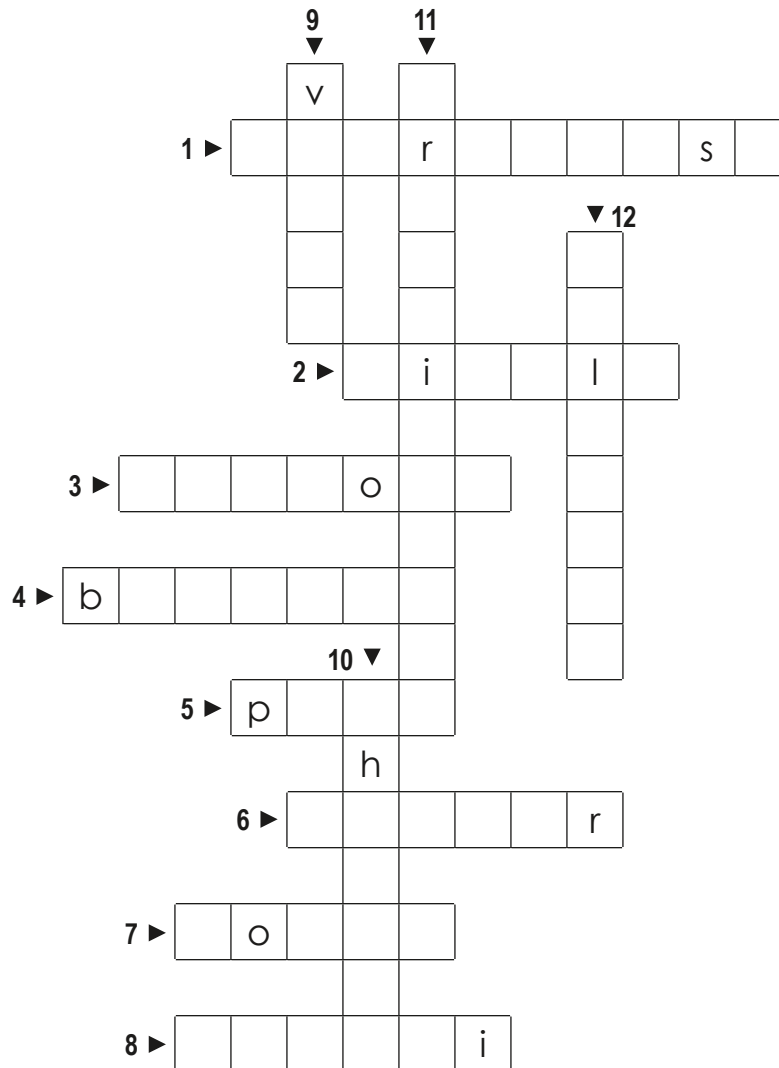 9 11
▼ ▼
v
1 ► r s
▼ 12
2 ► i l
3 ► o
4 ► b
10 ▼
5 ► p
h
6 ► r
7 ► o
8 ► i